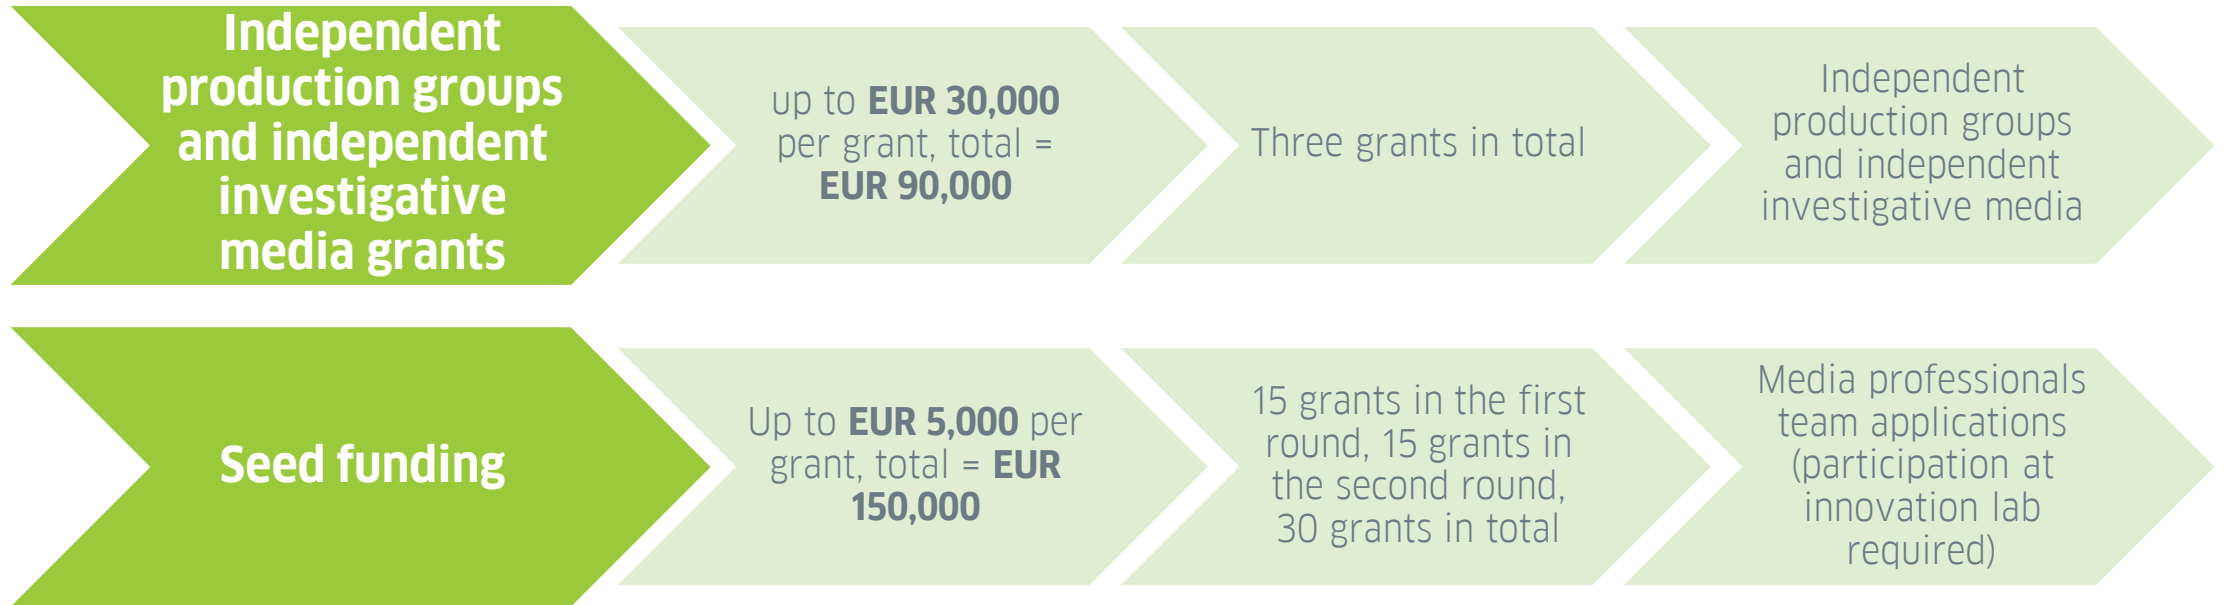 Independent
production groups
and independent
investigative
media grants
up to EUR 30,000
per grant, total =
EUR 90,000
Three grants in total
Independent
production groups
and independent
investigative media
Seed funding
Up to EUR 5,000 per
grant, total = EUR
150,000
15 grants in the first
round, 15 grants in
the second round,
30 grants in total
Media professionals
team applications
(participation at
innovation lab
required)